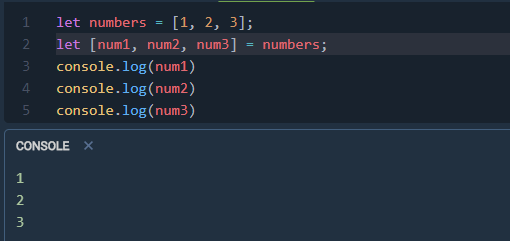 1 let numbers = [1, 2, 3];
2 let [num1, num2, num3] = numbers;
3 console.log(num1)
4 console.log(num2)
5 console.log(num3)
CONSOLE ×
1
2
3